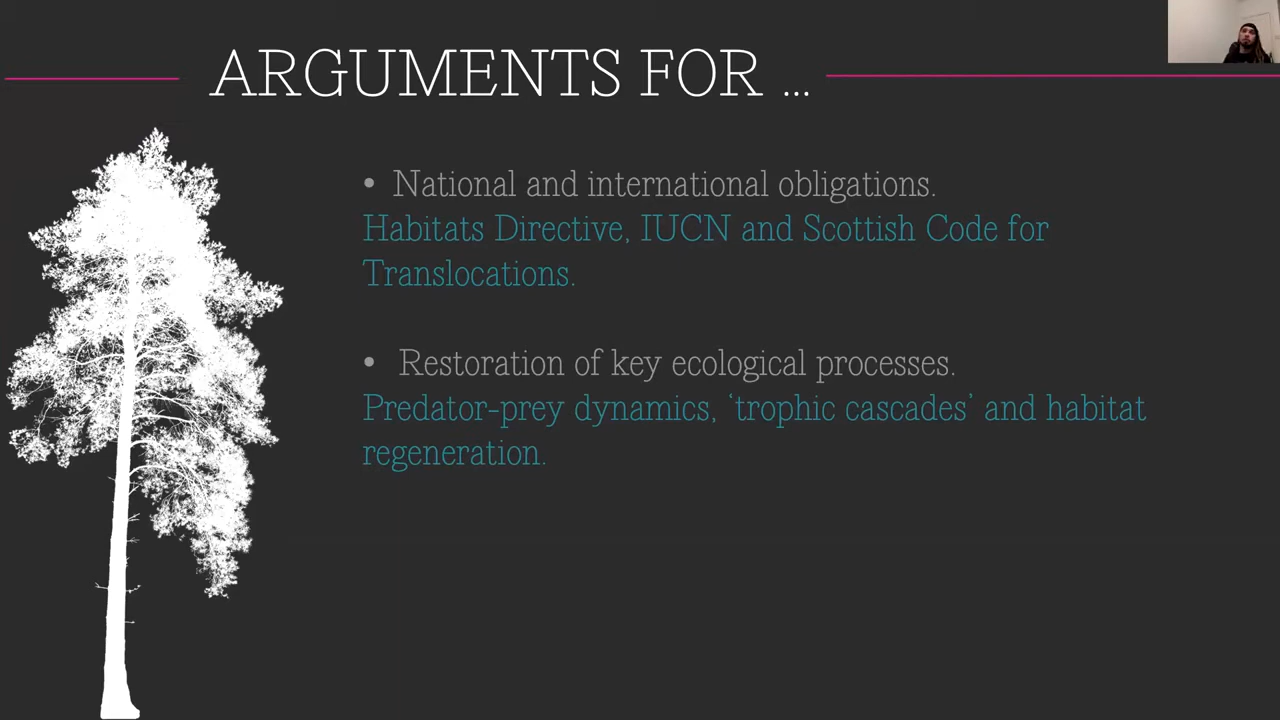 ARGUMENTS FOR ...
• National and international obligations.
Habitats Directive, IUCN and Scottish Code for
Translocations.
• Restoration of key ecological processes.
Predator-prey dynamics, ‘trophic cascades’ and habitat
regeneration.